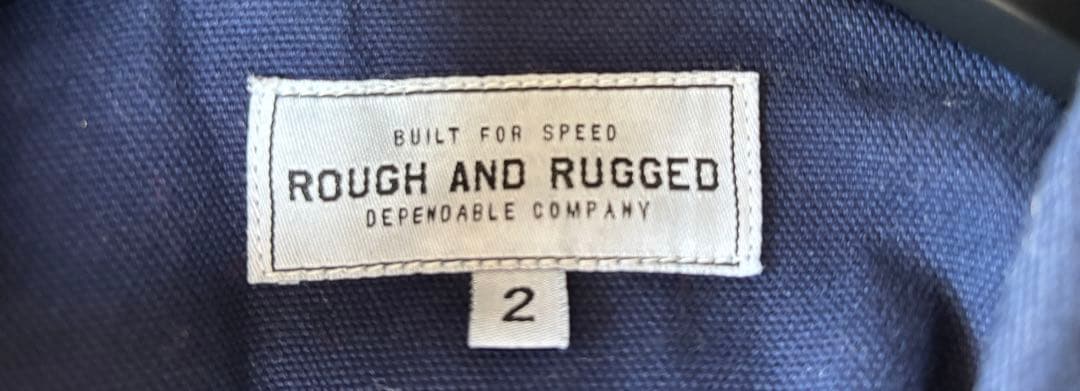 BUILT FOR SPEED
ROUGH AND RUGGED
DEPENDABLE COMPANY
2